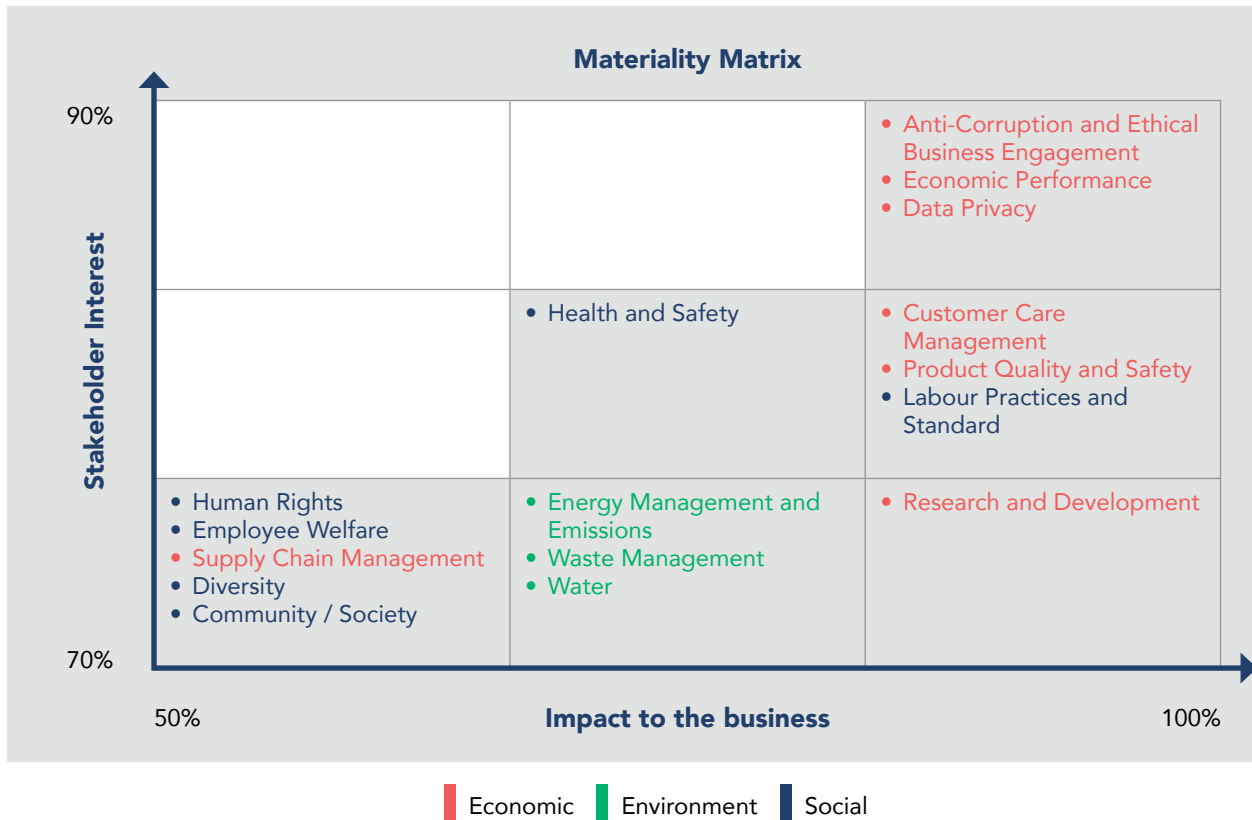 Materiality Matrix
90%
• Anti-Corruption and Ethical
Business Engagement
• Economic Performance
• Data Privacy
Stakeholder Interest
• Health and Safety
• Customer Care
Management
• Product Quality and Safety
• Labour Practices and
Standard
• Human Rights
• Employee Welfare
• Supply Chain Management
• Diversity
• Community / Society
• Energy Management and
Emissions
• Waste Management
• Water
• Research and Development
70%
50%
Impact to the business
100%
Economic
Environment
Social